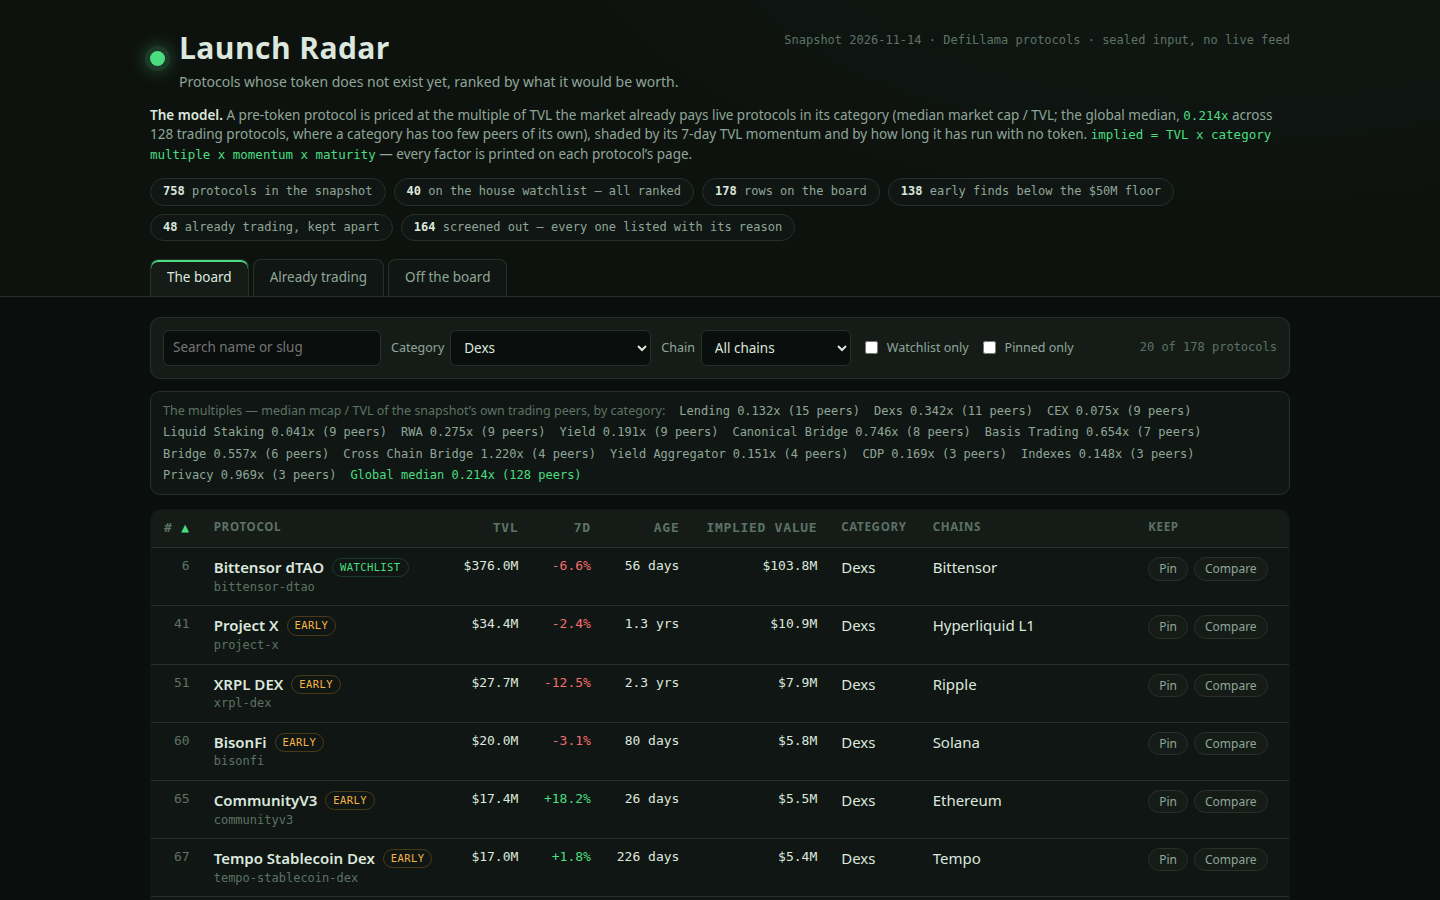 Launch Radar
Snapshot 2026-11-14 · DefiLlama protocols · sealed input, no live feed
Protocols whose token does not exist yet, ranked by what it would be worth.
The model. A pre-token protocol is priced at the multiple of TVL the market already pays live protocols in its category (median market cap / TVL; the global median, 0.214x across
128 trading protocols, where a category has too few peers of its own), shaded by its 7-day TVL momentum and by how long it has run with no token. implied = TVL x category
multiple x momentum x maturity — every factor is printed on each protocol's page.
758 protocols in the snapshot 40 on the house watchlist — all ranked 178 rows on the board 138 early finds below the $50M floor
48 already trading, kept apart 164 screened out — every one listed with its reason
The board Already trading Off the board
Search name or slug Category Dexs Chain All chains Watchlist only Pinned only 20 of 178 protocols
The multiples — median mcap / TVL of the snapshot's own trading peers, by category: Lending 0.132x (15 peers) Dexs 0.342x (11 peers) CEX 0.075x (9 peers)
Liquid Staking 0.041x (9 peers) RWA 0.275x (9 peers) Yield 0.191x (9 peers) Canonical Bridge 0.746x (8 peers) Basis Trading 0.654x (7 peers)
Bridge 0.557x (6 peers) Cross Chain Bridge 1.220x (4 peers) Yield Aggregator 0.151x (4 peers) CDP 0.169x (3 peers) Indexes 0.148x (3 peers)
Privacy 0.969x (3 peers) Global median 0.214x (128 peers)
# ▲ PROTOCOL TVL 7D AGE IMPLIED VALUE CATEGORY CHAINS KEEP
6 Bittensor dTAO WATCHLIST $376.0M -6.6% 56 days $103.8M Dexs Bittensor Pin Compare
bittensor-dtao
41 Project X EARLY $34.4M -2.4% 1.3 yrs $10.9M Dexs Hyperliquid L1 Pin Compare
project-x
51 XRPL DEX EARLY $27.7M -12.5% 2.3 yrs $7.9M Dexs Ripple Pin Compare
xrpl-dex
60 BisonFi EARLY $20.0M -3.1% 80 days $5.8M Dexs Solana Pin Compare
bisonfi
65 CommunityV3 EARLY $17.4M +18.2% 26 days $5.5M Dexs Ethereum Pin Compare
communityv3
67 Tempo Stablecoin Dex EARLY $17.0M +1.8% 226 days $5.4M Dexs Tempo Pin Compare
tempo-stablecoin-dex